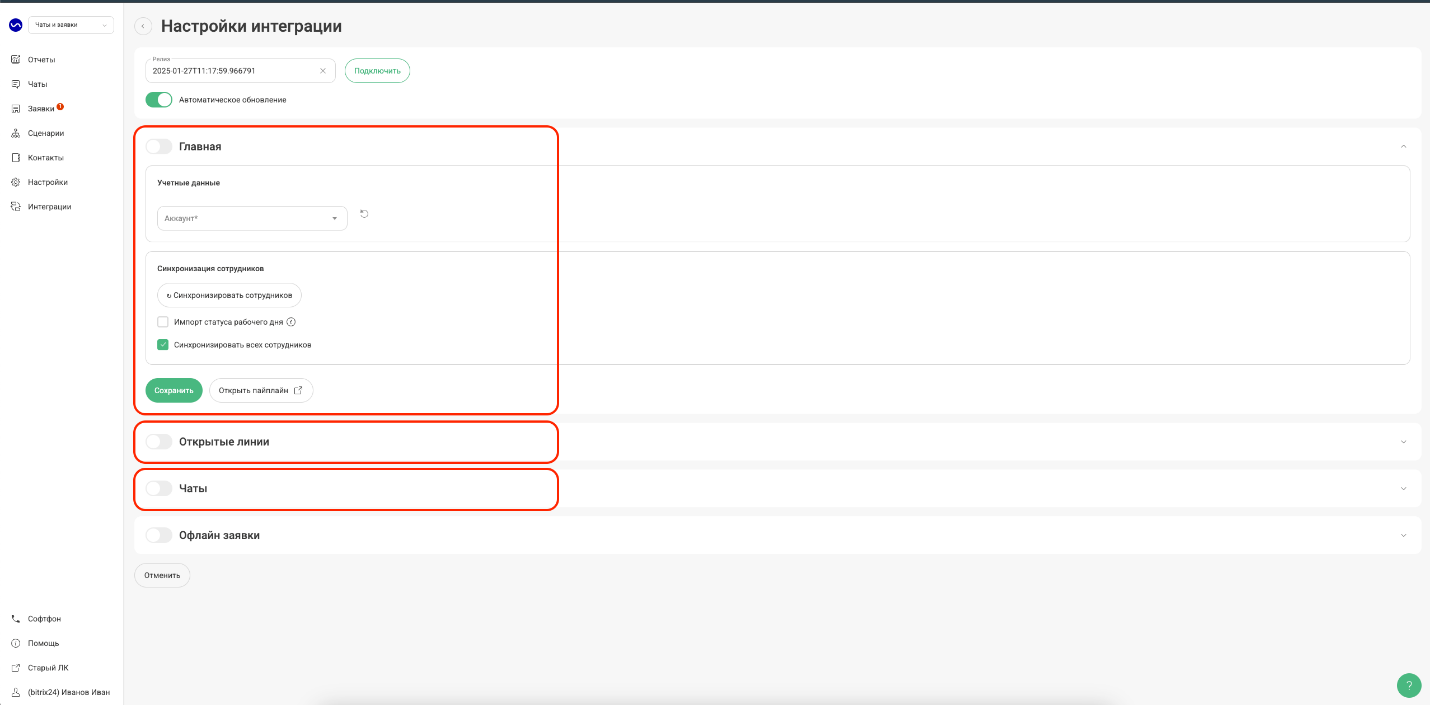 Чаты и заявки
Отчеты
Чаты
Заявки 1
Сценарии
Контакты
Настройки
Интеграции
Софтфон
Помощь
Старый ЛК
(bitrix24) Иванов Иван
Настройки интеграции
Релиз
2025-01-27T11:17:59.966791
Подключить
Автоматическое обновление
Главная
Учетные данные
Аккаунт*
Синхронизация сотрудников
Синхронизировать сотрудников
Импорт статуса рабочего дня
Синхронизировать всех сотрудников
Сохранить
Открыть пайплайн
Открытые линии
Чаты
Офлайн заявки
Отменить
?